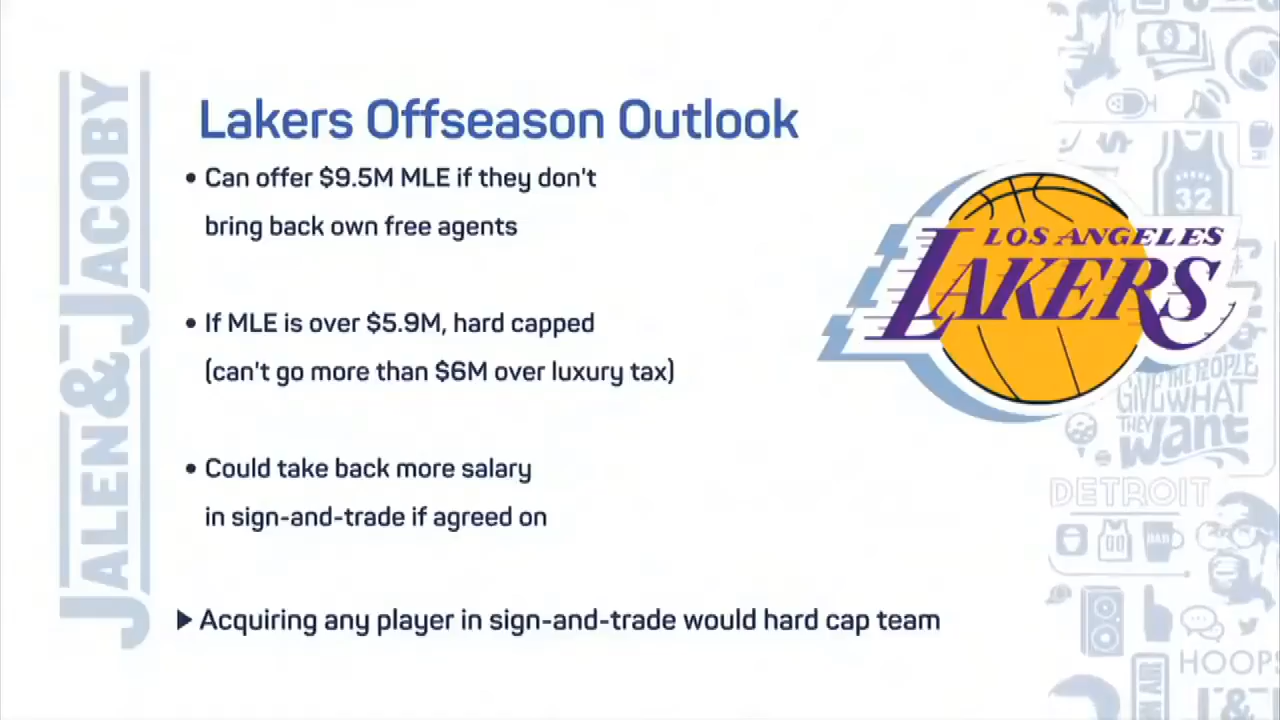 JALEN & JACOBY
Lakers Offseason Outlook
• Can offer $9.5M MLE if they don't
bring back own free agents
• If MLE is over $5.9M, hard capped
(can't go more than $6M over luxury tax)
• Could take back more salary
in sign-and-trade if agreed on
▶ Acquiring any player in sign-and-trade would hard cap team
LOS ANGELES
LAKERS
32
GIVE THE PEOPLE
WHAT
THEY
Want
DETROIT
00
HOOPS
J&J